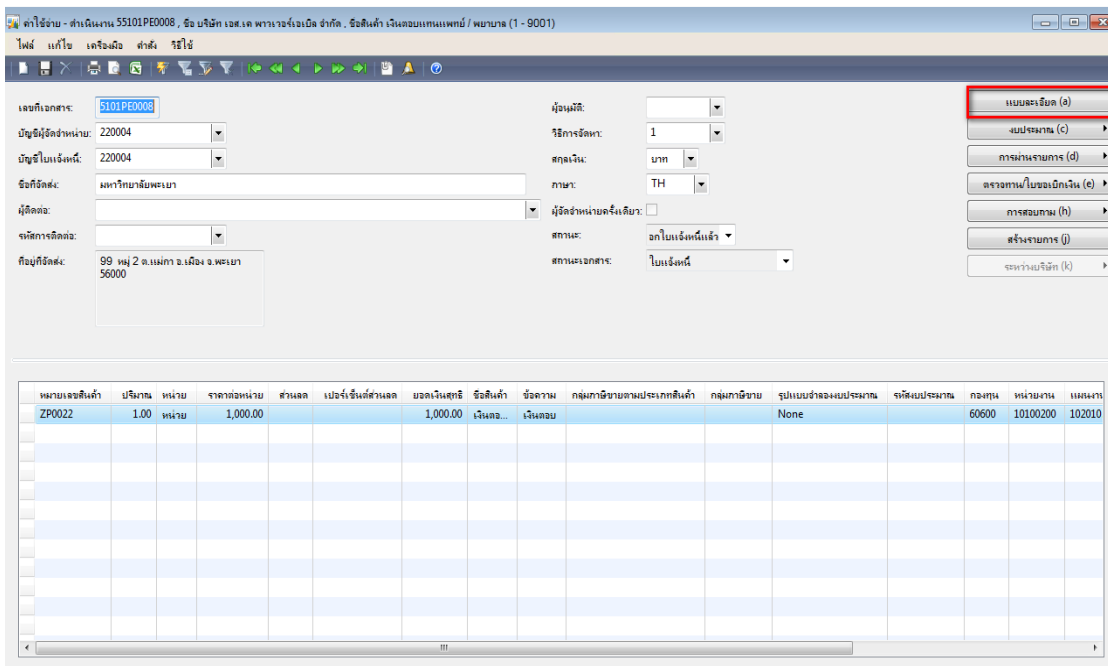 ค่าใช้จ่าย - ดำเนินงาน 55101PE0008 , ชื่อ บริษัท เอส.เค พาวเวอร์เอเบิล จำกัด , ชื่อสินค้า เงินตอบแทนแพทย์ / พยาบาล (1 - 9001)
ไฟล์ แก้ไข เครื่องมือ คำสั่ง วิธีใช้
เลขที่เอกสาร: 5101PE0008 ผู้อนุมัติ: แบบละเอียด (a)
บัญชีผู้จัดจำหน่าย: 220004 วิธีการจัดหา: 1 งบประมาณ (c)
บัญชีใบแจ้งหนี้: 220004 สกุลเงิน: บาท การผ่านรายการ (d)
ชื่อที่จัดส่ง: มหาวิทยาลัยพะเยา ภาษา: TH ตรวจทาน/ใบขอเบิกเงิน (e)
ผู้ติดต่อ: ผู้จัดจำหน่ายครั้งเดียว: การสอบถาม (h)
รหัสการติดต่อ: สถานะ: ออกใบแจ้งหนี้แล้ว สร้างรายการ (j)
ที่อยู่ที่จัดส่ง: 99 หมู่ 2 ต.แม่กา อ.เมือง จ.พะเยา สถานะเอกสาร: ใบแจ้งหนี้ ระหว่างบริษัท (k)
56000
หมายเลขสินค้า ปริมาณ หน่วย ราคาต่อหน่วย ส่วนลด เปอร์เซ็นต์ส่วนลด ยอดเงินสุทธิ ชื่อสินค้า ข้อความ กลุ่มภาษีขายตามประเภทสินค้า กลุ่มภาษีขาย รูปแบบจำลองงบประมาณ รหัสงบประมาณ กองทุน หน่วยงาน แผนงาน
ZP0022 1.00 หน่วย 1,000.00 1,000.00 เงินตอ... เงินตอบ None 60600 10100200 102010